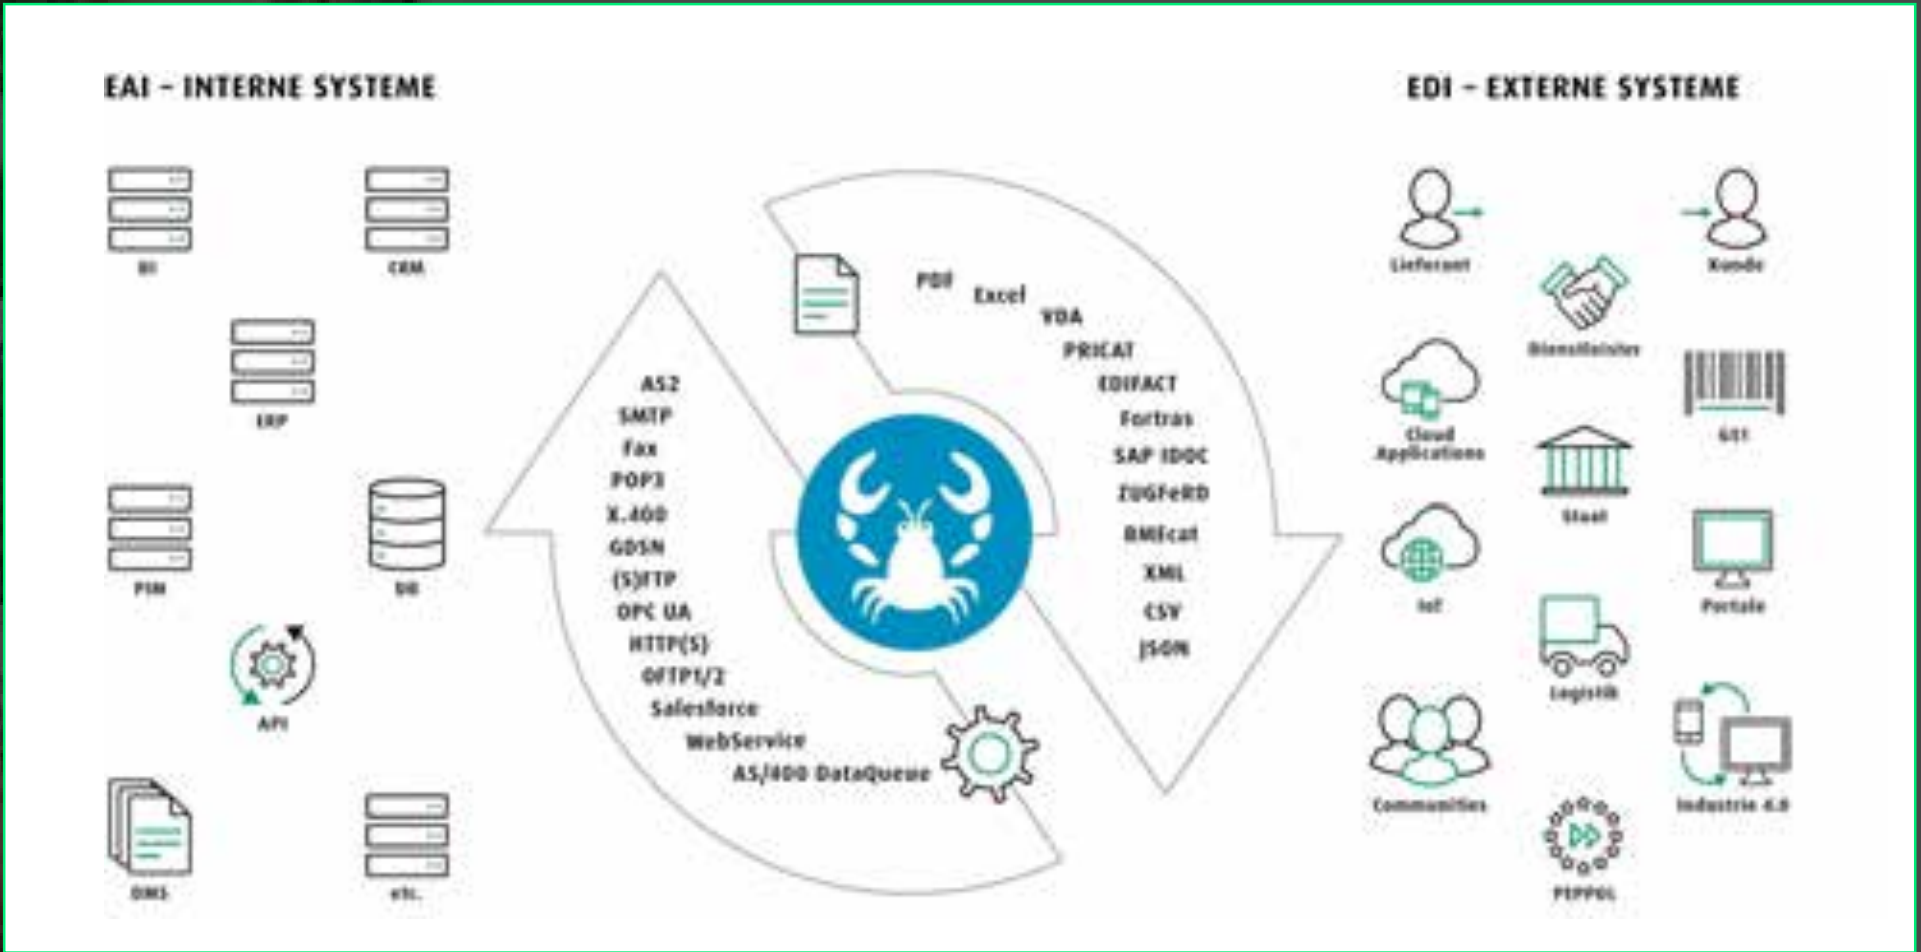 EAI – INTERNE SYSTEME
BI
CRM
ERP
PIM
DB
API
DMS
etc.
AS2
SMTP
Fax
POP3
X.400
GDSN
(S)FTP
OPC UA
HTTP(S)
OFTP1/2
Salesforce
WebService
AS/400 DataQueue
PDF
Excel
VDA
PRICAT
EDIFACT
Fortras
SAP IDOC
ZUGFeRD
BMEcat
XML
CSV
JSON
EDI – EXTERNE SYSTEME
Lieferant
Kunde
Dienstleister
Cloud
Applications
GS1
Staat
IoT
Portale
Logistik
Communities
Industrie 4.0
PEPPOL